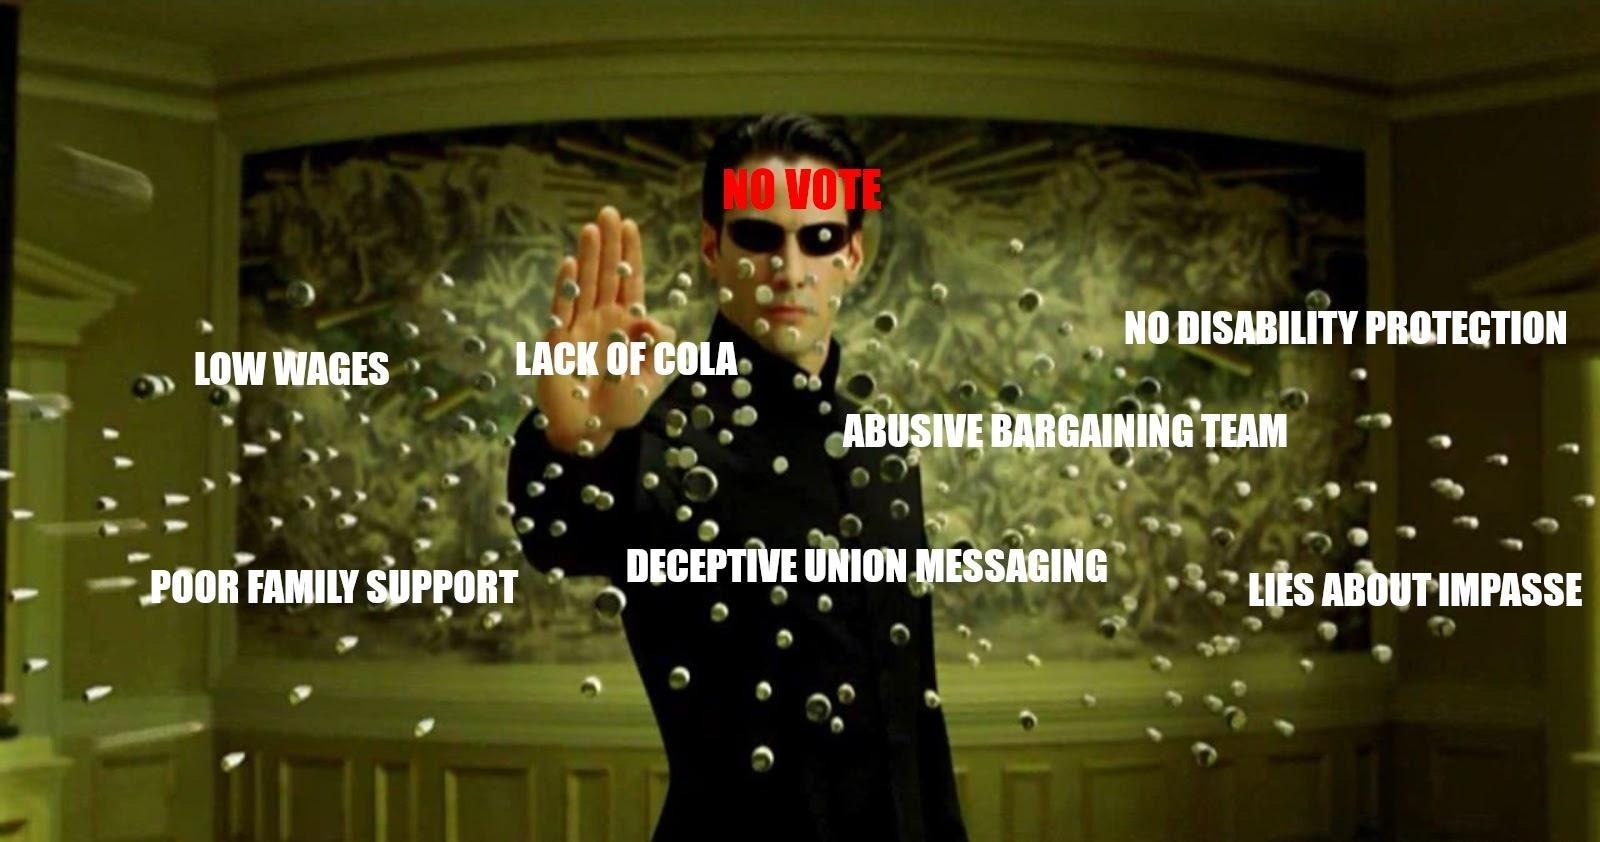 NO VOTE
NO DISABILITY PROTECTION
LOW WAGES
LACK OF COLA
ABUSIVE BARGAINING TEAM
DECEPTIVE UNION MESSAGING
POOR FAMILY SUPPORT
LIES ABOUT IMPASSE